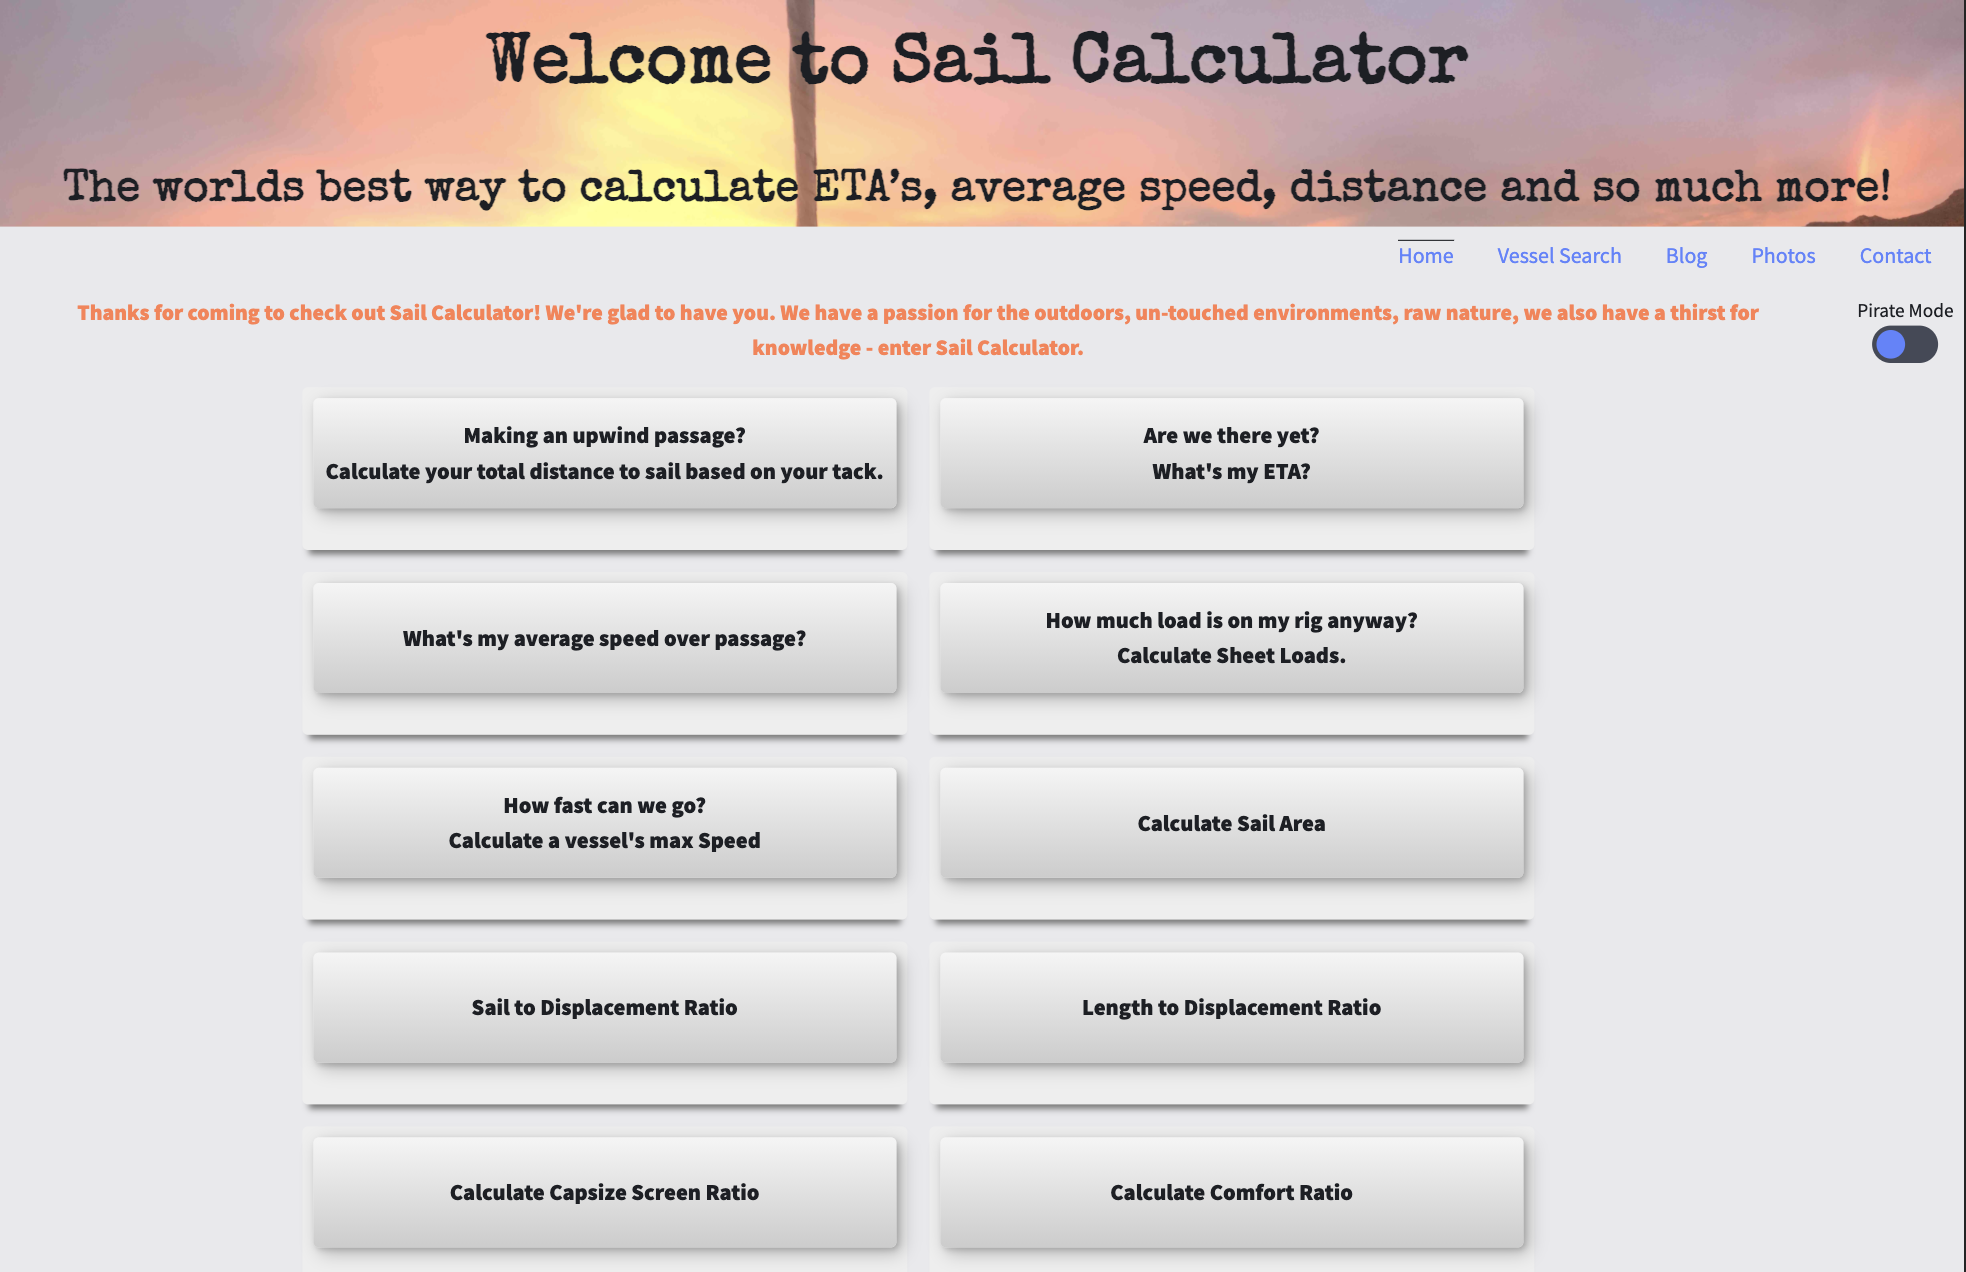 Welcome to Sail Calculator
The worlds best way to calculate ETA's, average speed, distance and so much more!
Home Vessel Search Blog Photos Contact
Thanks for coming to check out Sail Calculator! We're glad to have you. We have a passion for the outdoors, un-touched environments, raw nature, we also have a thirst for
knowledge - enter Sail Calculator.
Pirate Mode
Making an upwind passage?
Calculate your total distance to sail based on your tack.
Are we there yet?
What's my ETA?
What's my average speed over passage?
How much load is on my rig anyway?
Calculate Sheet Loads.
How fast can we go?
Calculate a vessel's max Speed
Calculate Sail Area
Sail to Displacement Ratio
Length to Displacement Ratio
Calculate Capsize Screen Ratio
Calculate Comfort Ratio